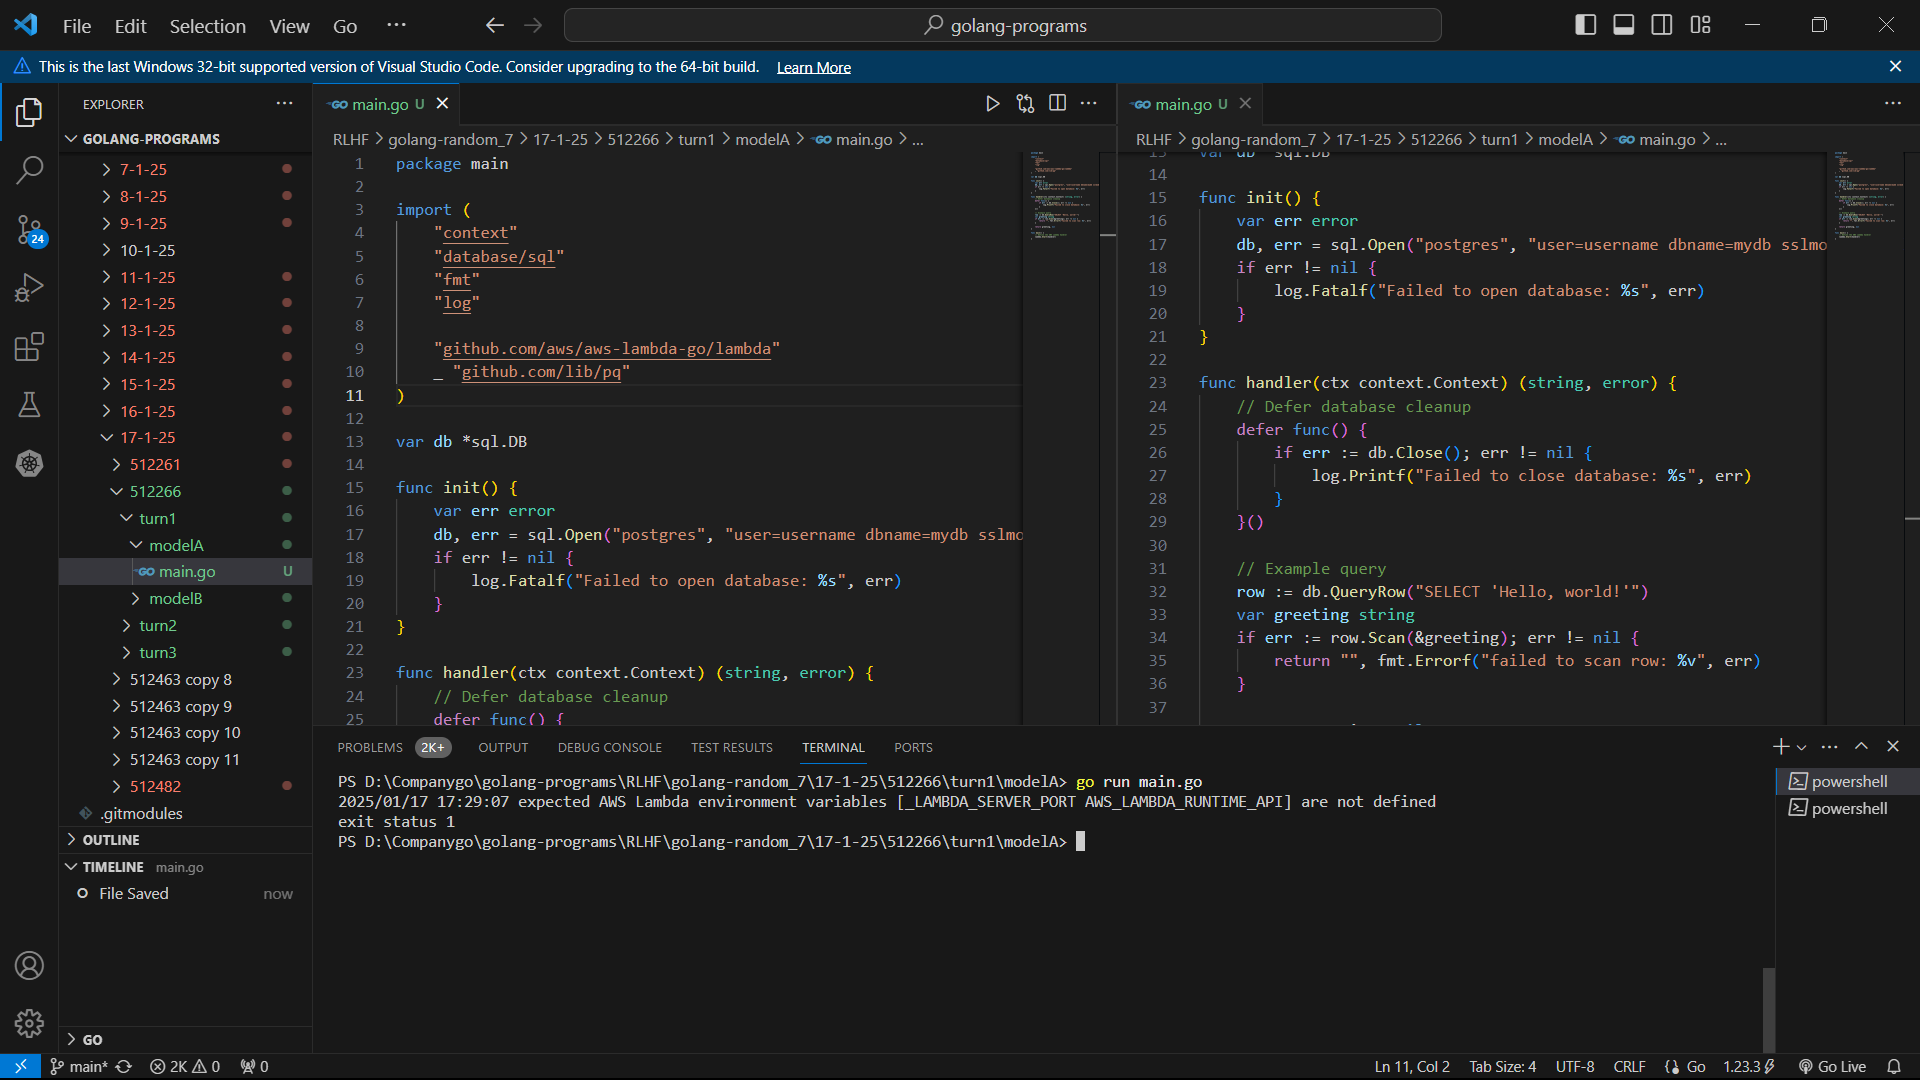 File Edit Selection View Go ···
golang-programs
This is the last Windows 32-bit supported version of Visual Studio Code. Consider upgrading to the 64-bit build. Learn More
EXPLORER
GOLANG-PROGRAMS
7-1-25
8-1-25
9-1-25
10-1-25
11-1-25
12-1-25
13-1-25
14-1-25
15-1-25
16-1-25
17-1-25
512261
512266
turn1
modelA
main.go U
modelB
turn2
turn3
512463 copy 8
512463 copy 9
512463 copy 10
512463 copy 11
512482
.gitmodules
OUTLINE
TIMELINE main.go
File Saved now
GO
24
main.go U
RLHF > golang-random_7 > 17-1-25 > 512266 > turn1 > modelA > main.go > ...
1 package main
2
3 import (
4 "context"
5 "database/sql"
6 "fmt"
7 "log"
8
9 "github.com/aws/aws-lambda-go/lambda"
10 _ "github.com/lib/pq"
11 )
12
13 var db *sql.DB
14
15 func init() {
16 var err error
17 db, err = sql.Open("postgres", "user=username dbname=mydb sslmo
18 if err != nil {
19 log.Fatalf("Failed to open database: %s", err)
20 }
21 }
22
23 func handler(ctx context.Context) (string, error) {
24 // Defer database cleanup
25 defer func() {
main.go U
RLHF > golang-random_7 > 17-1-25 > 512266 > turn1 > modelA > main.go > ...
13 var db *sql.DB
14
15 func init() {
16 var err error
17 db, err = sql.Open("postgres", "user=username dbname=mydb sslmo
18 if err != nil {
19 log.Fatalf("Failed to open database: %s", err)
20 }
21 }
22
23 func handler(ctx context.Context) (string, error) {
24 // Defer database cleanup
25 defer func() {
26 if err := db.Close(); err != nil {
27 log.Printf("Failed to close database: %s", err)
28 }
29 }()
30
31 // Example query
32 row := db.QueryRow("SELECT 'Hello, world!'")
33 var greeting string
34 if err := row.Scan(&greeting); err != nil {
35 return "", fmt.Errorf("failed to scan row: %v", err)
36 }
37
PROBLEMS 2K+ OUTPUT DEBUG CONSOLE TEST RESULTS TERMINAL PORTS
PS D:\Companygo\golang-programs\RLHF\golang-random_7\17-1-25\512266\turn1\modelA> go run main.go
2025/01/17 17:29:07 expected AWS Lambda environment variables [_LAMBDA_SERVER_PORT AWS_LAMBDA_RUNTIME_API] are not defined
exit status 1
PS D:\Companygo\golang-programs\RLHF\golang-random_7\17-1-25\512266\turn1\modelA>
powershell
powershell
main* 2K 0 0 Ln 11, Col 2 Tab Size: 4 UTF-8 CRLF Go 1.23.3 Go Live